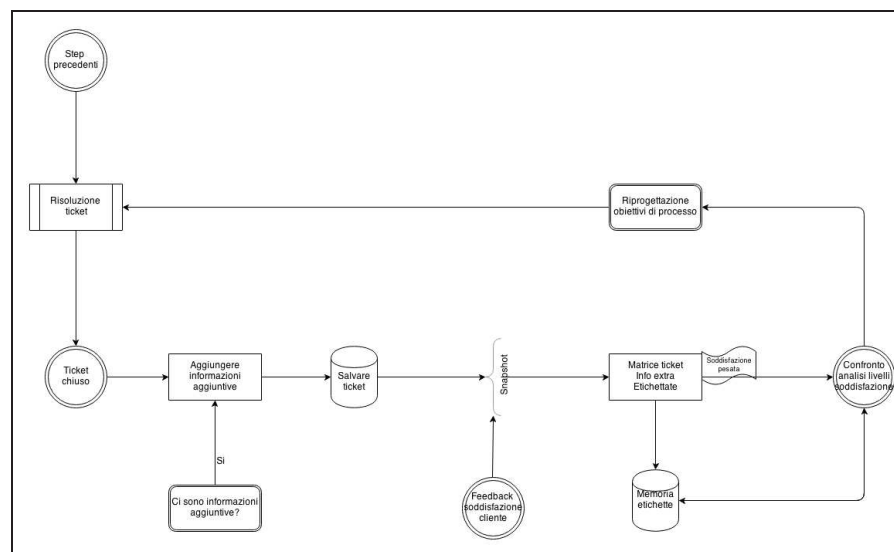 Step
precedenti
Risoluzione
ticket
Riprogettazione
obiettivi di processo
Ticket
chiuso
Aggiungere
informazioni
aggiuntive
Salvare
ticket
Snapshot
Matrice ticket
Info extra
Etichettate
Soddisfazione
pesata
Confronto
analisi livelli
soddisfazione
Si
Ci sono informazioni
aggiuntive?
Feedback
soddisfazione
cliente
Memoria
etichette